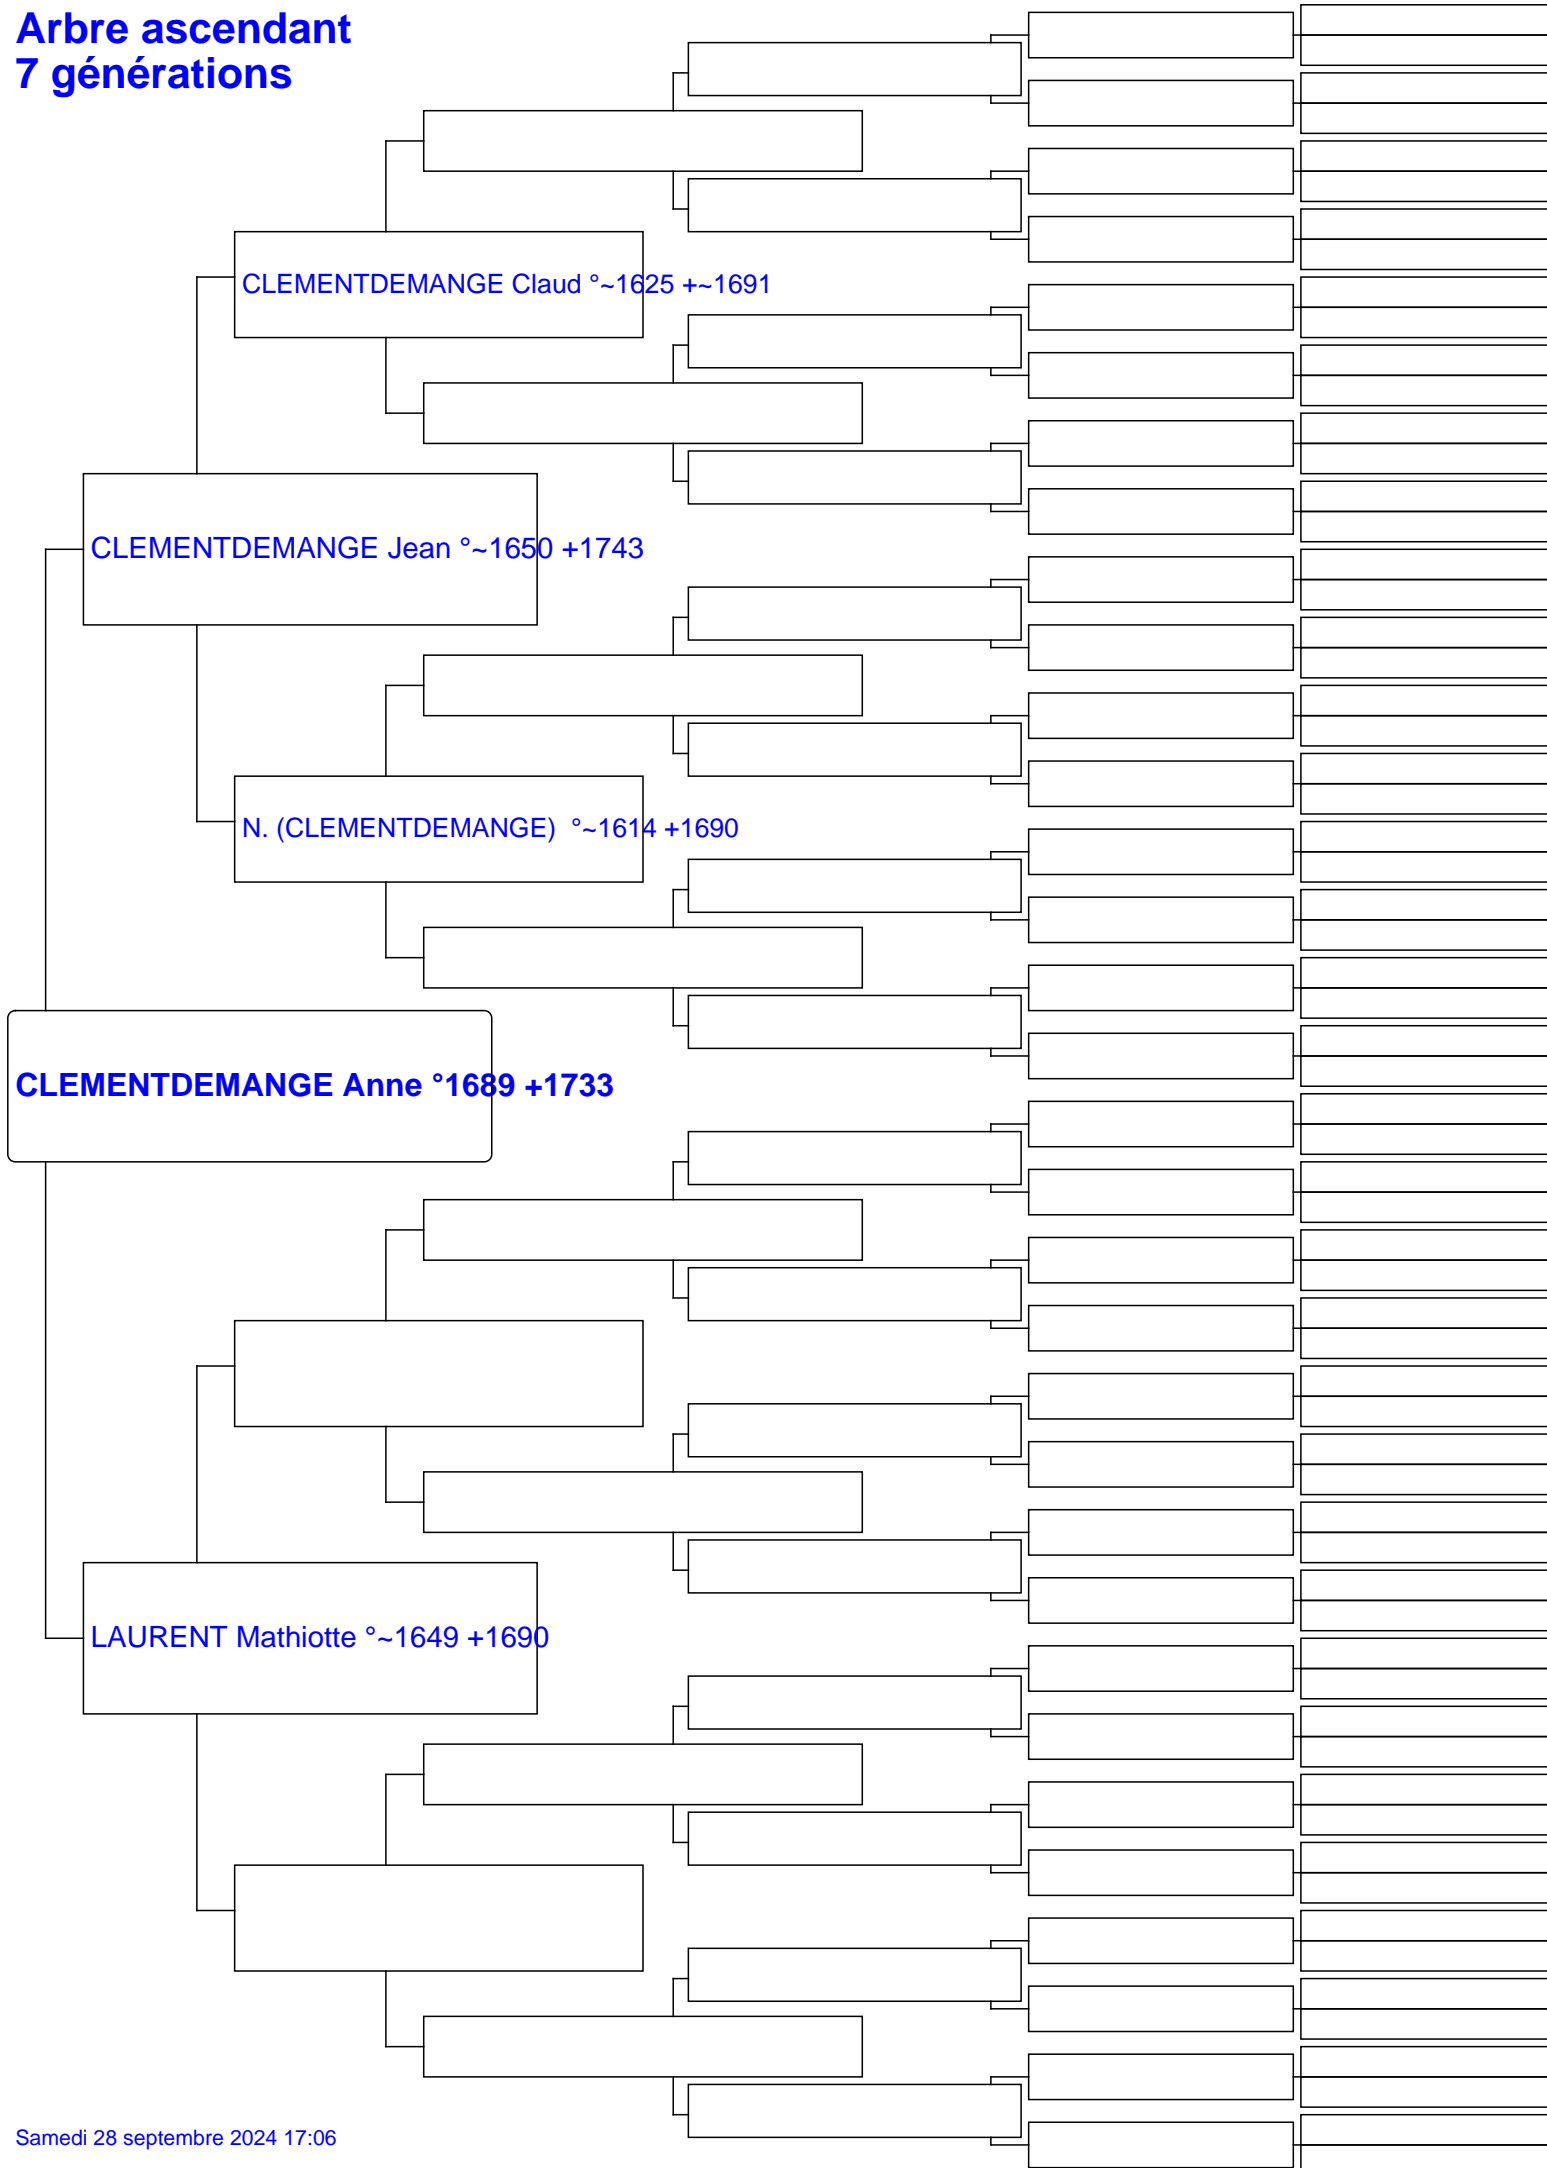 Arbre ascendant
7 générations
CLEMENTDEMANGE Claud °~1625 +~1691
CLEMENTDEMANGE Jean °~1650 +1743
N. (CLEMENTDEMANGE)  °~1614 +1690
CLEMENTDEMANGE Anne °1689 +1733
LAURENT Mathiotte °~1649 +1690
Samedi 28 septembre 2024 17:06